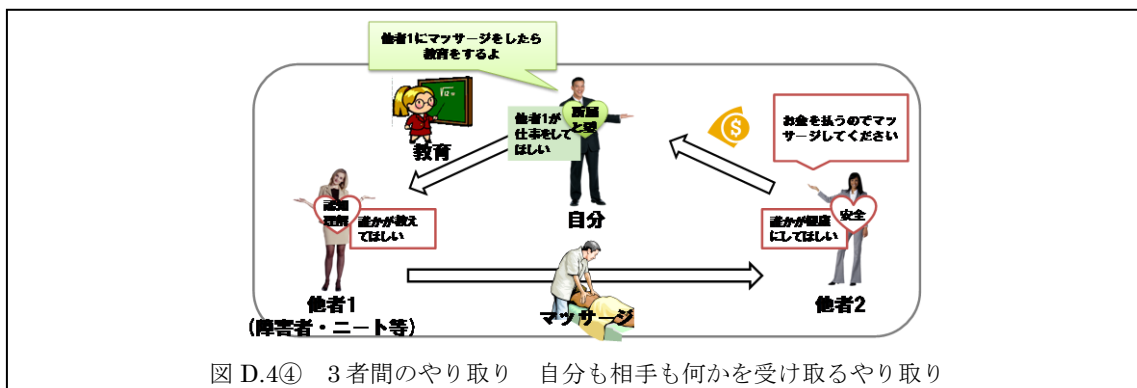 他者1にマッサージをしたら
教育をするよ
他者1が
仕事をして
ほしい
と愛
お金を払うのでマッ
サージしてください
教育
自分
理解
誰かが教え
てほしい
誰かが健康
にしてほしい
安全
他者1
(障害者・ニート等)
マッサージ
他者2
図 D.4④ 3者間のやり取り 自分も相手も何かを受け取るやり取り